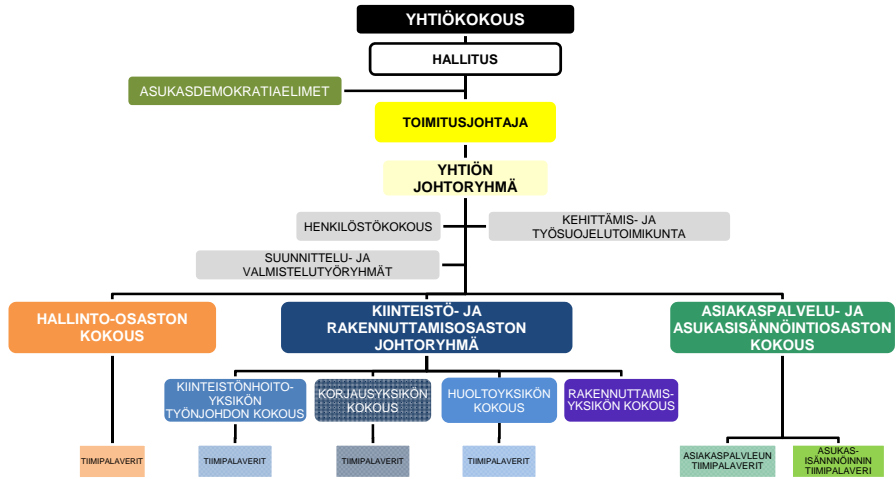 YHTIÖKOKOUS
HALLITUS
ASUKASDEMOKRATIAELIMET
TOIMITUSJOHTAJA
YHTIÖN
JOHTORYHMÄ
HENKILÖSTÖKOKOUS
KEHITTÄMIS- JA
TYÖSUOJELUTOIMIKUNTA
SUUNNITTELU- JA
VALMISTELUTYÖRYHMÄT
HALLINTO-OSASTON
KOKOUS
KIINTEISTÖ- JA
RAKENNUTTAMISOSASTON
JOHTORYHMÄ
ASIAKASPALVELU- JA
ASUKASISÄNNÖINTIOSASTON
KOKOUS
KIINTEISTÖNHOITO-
YKSIKÖN
TYÖNJOHDON KOKOUS
KORJAUSYKSIKÖN
KOKOUS
HUOLTOYKSIKÖN
KOKOUS
RAKENNUTTAMIS-
YKSIKÖN KOKOUS
TIIMIPALAVERIT
TIIMIPALAVERIT
TIIMIPALAVERIT
TIIMIPALAVERIT
ASIAKASPALVLEUN
TIIMIPALAVERIT
ASUKAS-
ISÄNNNÖINNIN
TIIMIPALAVERI